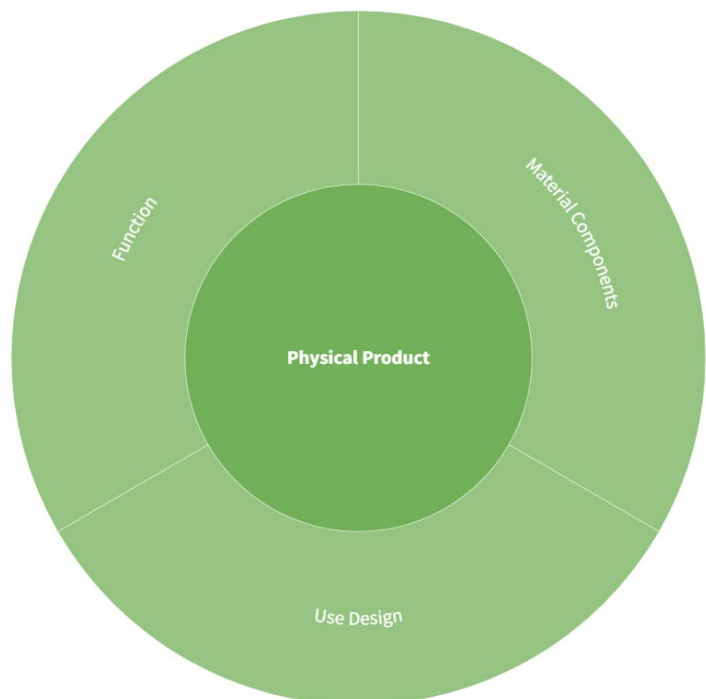 Function
Material Components
Physical Product
Use Design